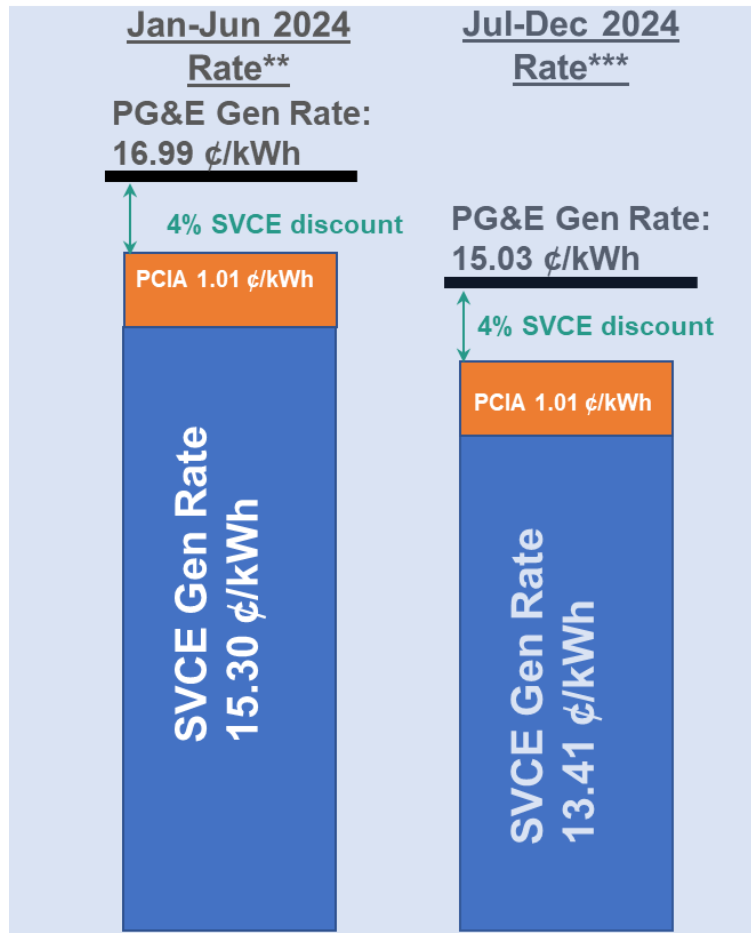 Jan-Jun 2024
Rate**
PG&E Gen Rate:
16.99 ¢/kWh
4% SVCE discount
PCIA 1.01 ¢/kWh
SVCE Gen Rate
15.30 ¢/kWh
Jul-Dec 2024
Rate***
PG&E Gen Rate:
15.03 ¢/kWh
4% SVCE discount
PCIA 1.01 ¢/kWh
SVCE Gen Rate
13.41 ¢/kWh